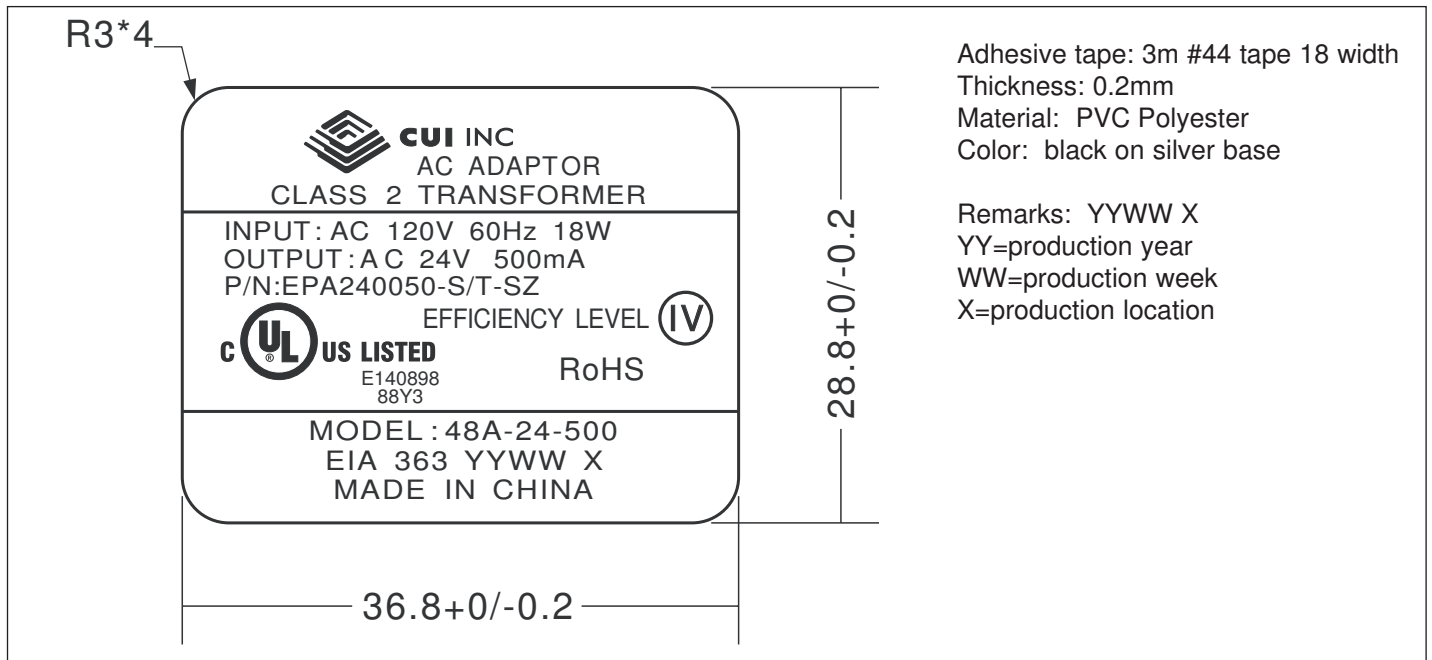 R3*4
CUI INC
AC ADAPTOR
CLASS 2 TRANSFORMER
INPUT: AC 120V 60Hz 18W
OUTPUT: AC 24V 500mA
P/N:EPA240050-S/T-SZ
EFFICIENCY LEVEL IV
C UL ® US LISTED
E140898
88Y3
RoHS
MODEL: 48A-24-500
EIA 363 YYWW X
MADE IN CHINA
28.8+0/-0.2
36.8+0/-0.2
Adhesive tape: 3m #44 tape 18 width
Thickness: 0.2mm
Material: PVC Polyester
Color: black on silver base
Remarks: YYWW X
YY=production year
WW=production week
X=production location